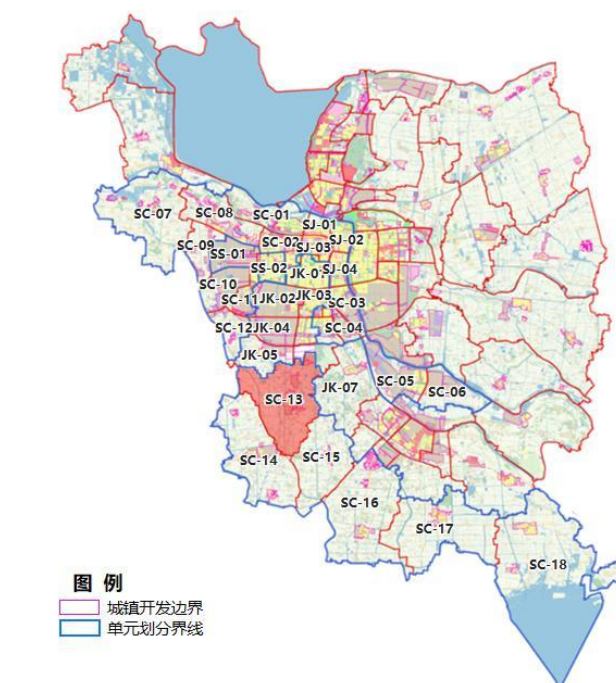 SC-07
SC-08
SC-01
SJ-01
SC-02
SJ-03
SJ-02
SC-09
SS-01
SS-02
JK-01
SJ-04
SC-10
SC-11
JK-02
JK-03
SC-03
SC-12
JK-04
SC-04
JK-05
SC-13
JK-07
SC-05
SC-06
SC-14
SC-15
SC-16
SC-17
SC-18
图 例
城镇开发边界
单元划分界线